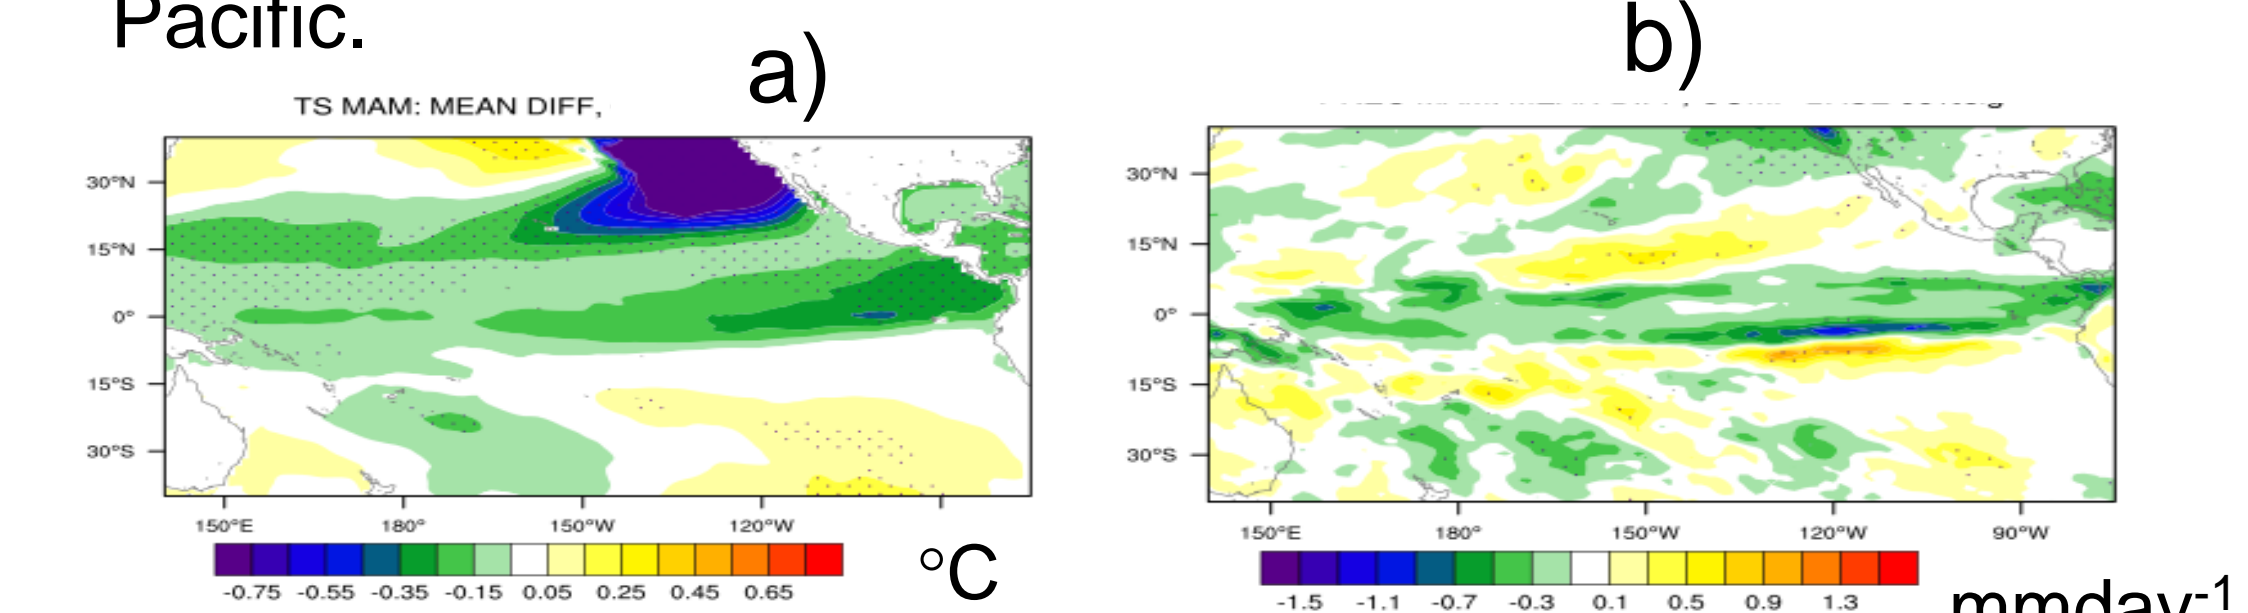 Pacific.
a)
b)
TS MAM: MEAN DIFF,
30°N
15°N
0°
15°S
30°S
150°E 180° 150°W 120°W
-0.75 -0.55 -0.35 -0.15 0.05 0.25 0.45 0.65
°C
30°N
15°N
0°
15°S
30°S
150°E 180° 150°W 120°W 90°W
-1.5 -1.1 -0.7 -0.3 0.1 0.5 0.9 1.3
mmday-1